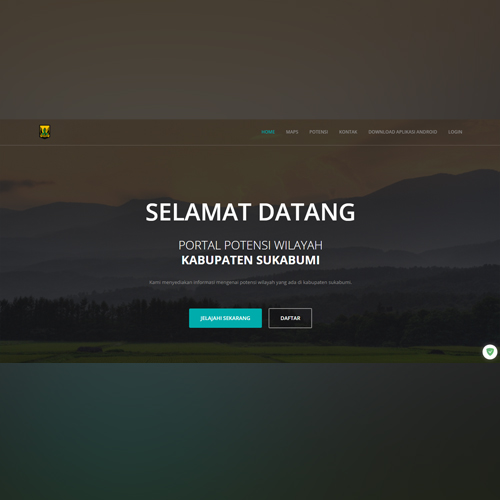 HOME MAPS POTENSI KONTAK DOWNLOAD APLIKASI ANDROID LOGIN
SELAMAT DATANG
PORTAL POTENSI WILAYAH
KABUPATEN SUKABUMI
Kami menyediakan informasi mengenai potensi wilayah yang ada di kabupaten sukabumi.
JELAJAHI SEKARANG DAFTAR